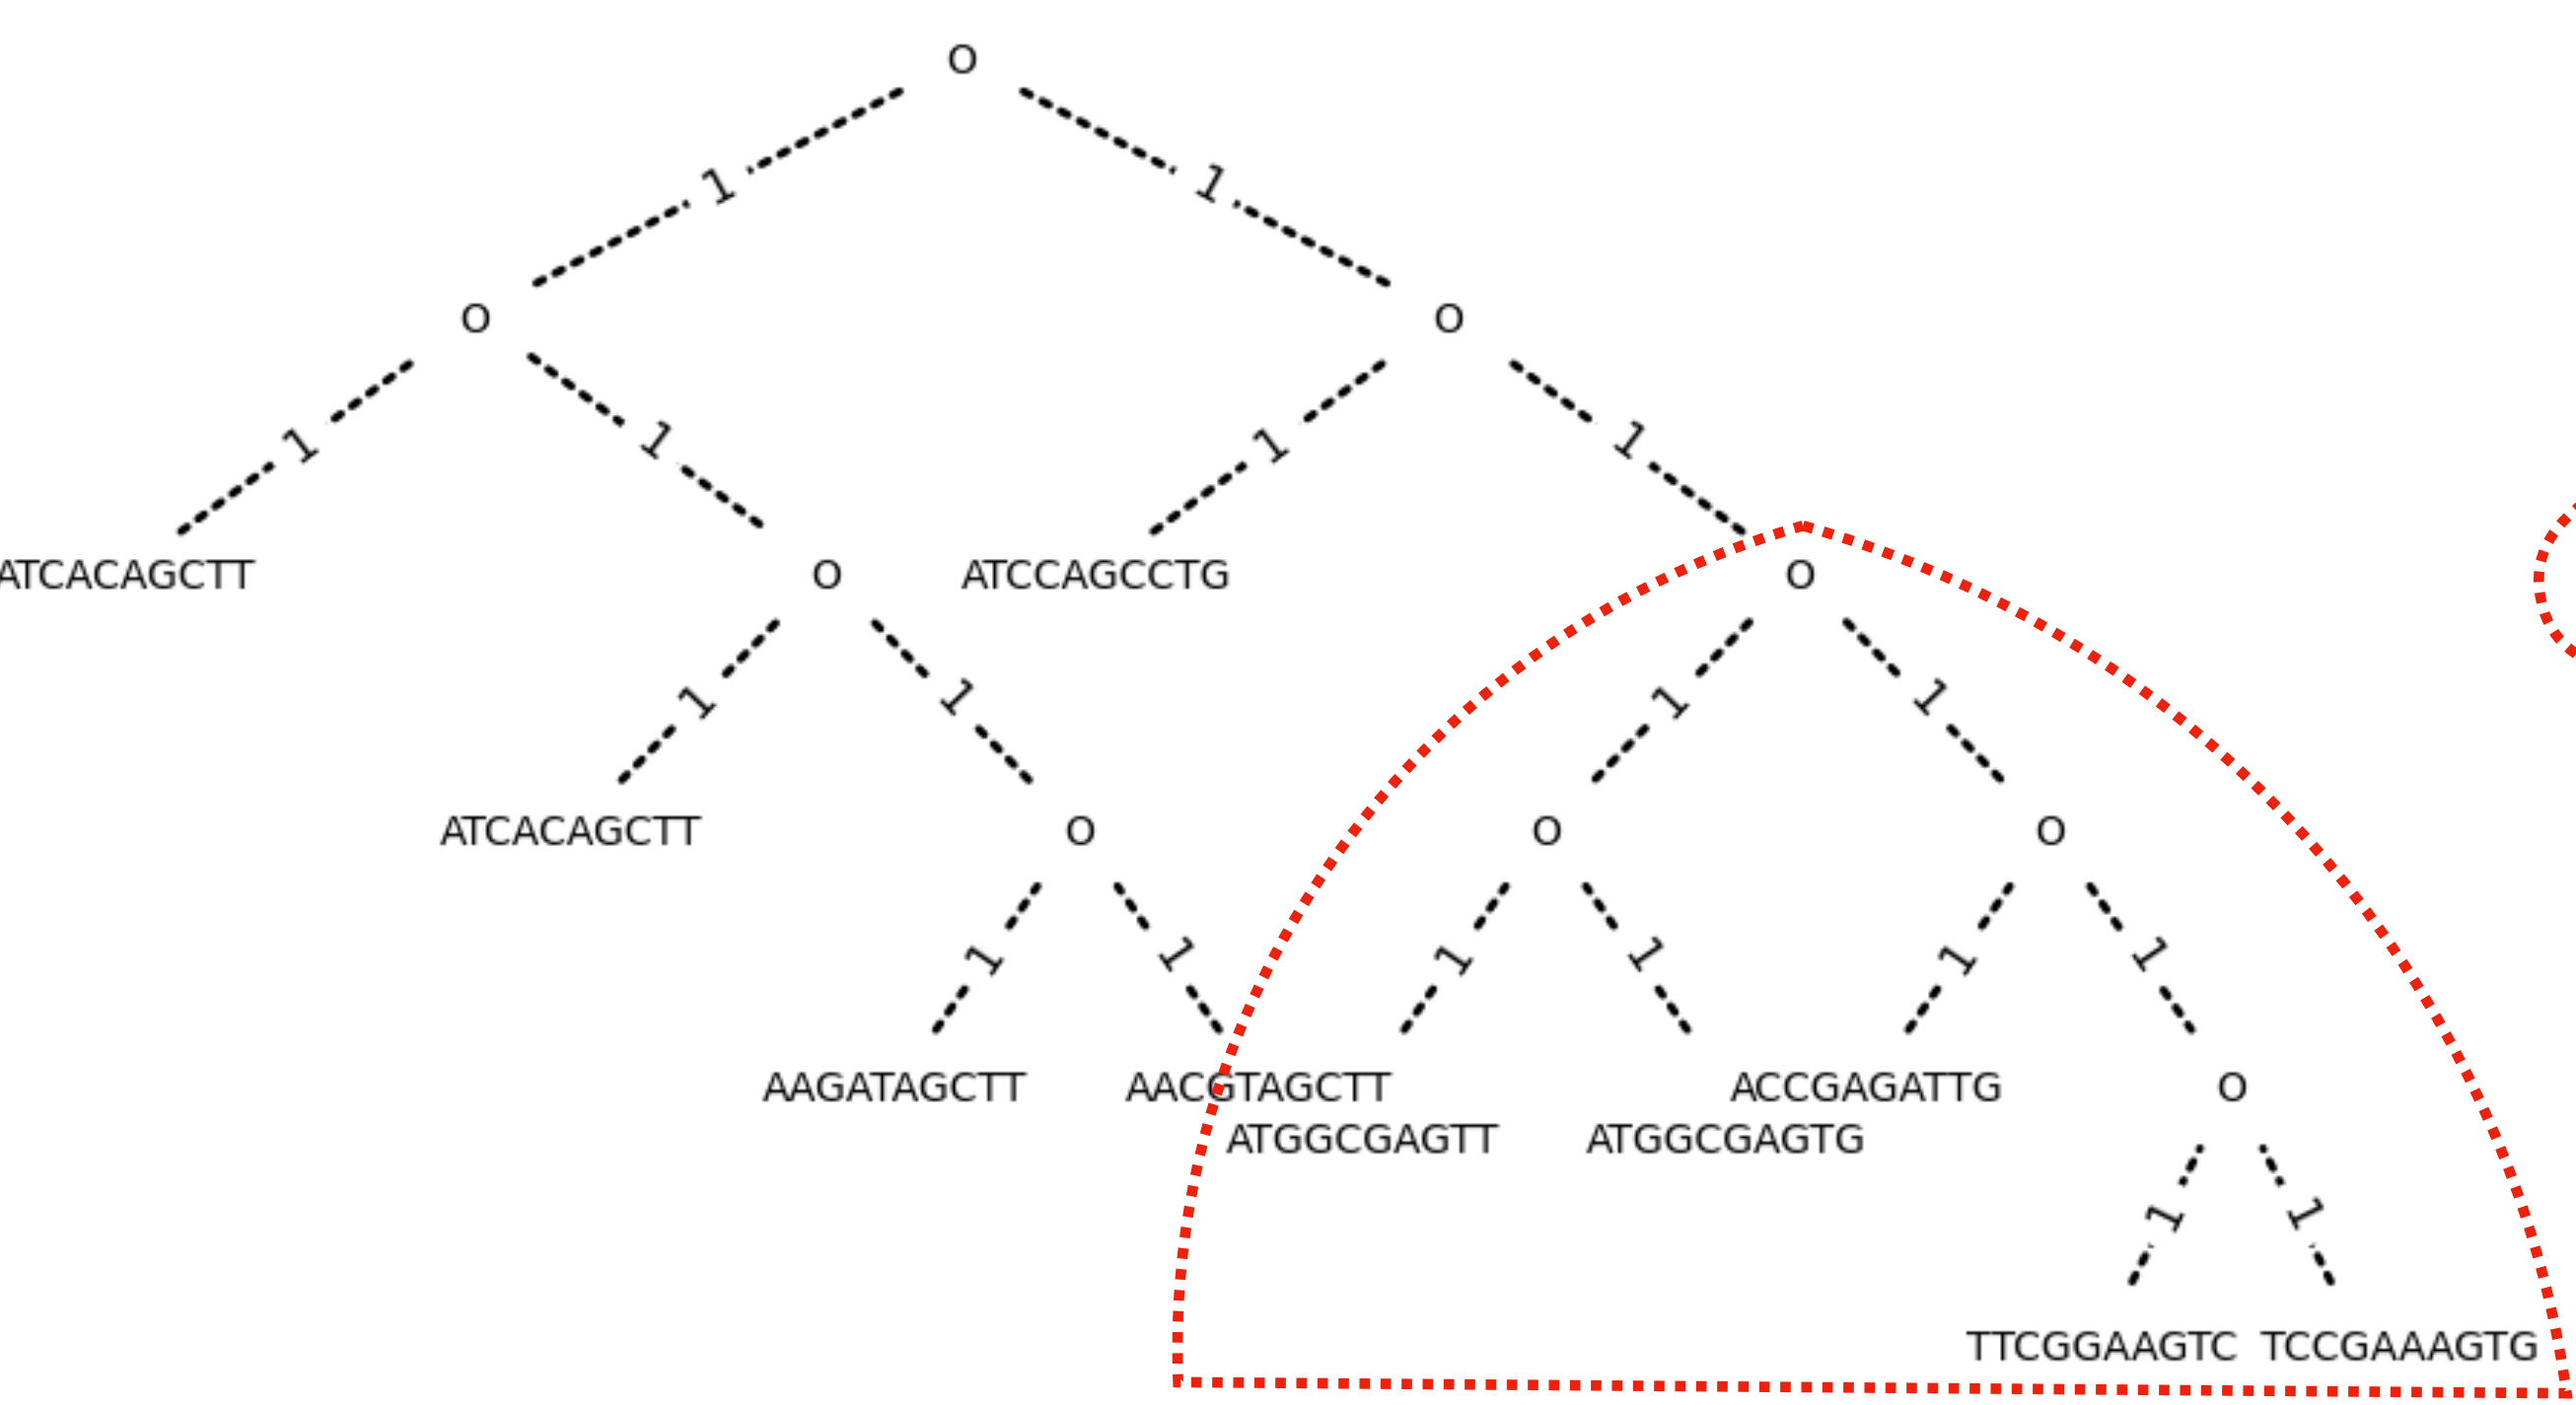 O
1 1
O O
1 1 1 1
ATCACAGCTT O ATCCAGCCTG O
1 1 1 1
ATCACAGCTT O O O
1 1 1 1 1 1
AAGATAGCTT AACGTAGCTT ACCGAGATTG O
ATGGCGAGTT ATGGCGAGTG
1 1
TTCGGAAGTC TCCGAAAGTG